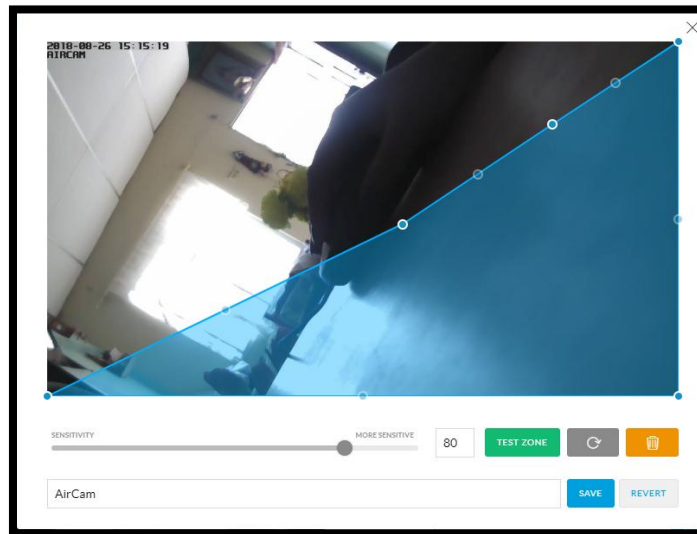 2018-08-26 15:15:19
AIRCAM
SENSITIVITY
MORE SENSITIVE
80
TEST ZONE
AirCam
SAVE
REVERT